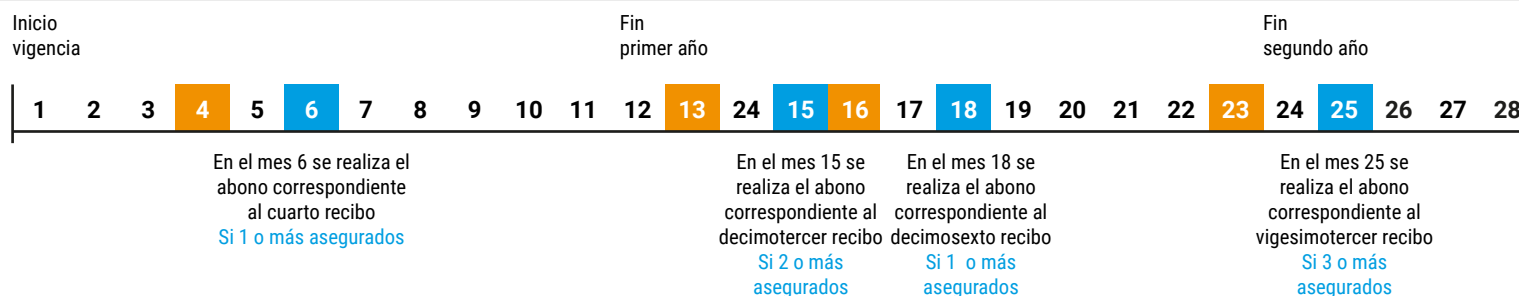 Inicio
vigencia
Fin
primer año
Fin
segundo año
1 2 3 4 5 6 7 8 9 10 11 12 13 24 15 16 17 18 19 20 21 22 23 24 25 26 27 28
En el mes 6 se realiza el
abono correspondiente
al cuarto recibo
Si 1 o más asegurados
En el mes 15 se
realiza el abono
correspondiente al
decimotercer recibo
Si 2 o más
asegurados
En el mes 18 se
realiza el abono
correspondiente al
decimosexto recibo
Si 1 o más
asegurados
En el mes 25 se
realiza el abono
correspondiente al
vigesimotercer recibo
Si 3 o más
asegurados